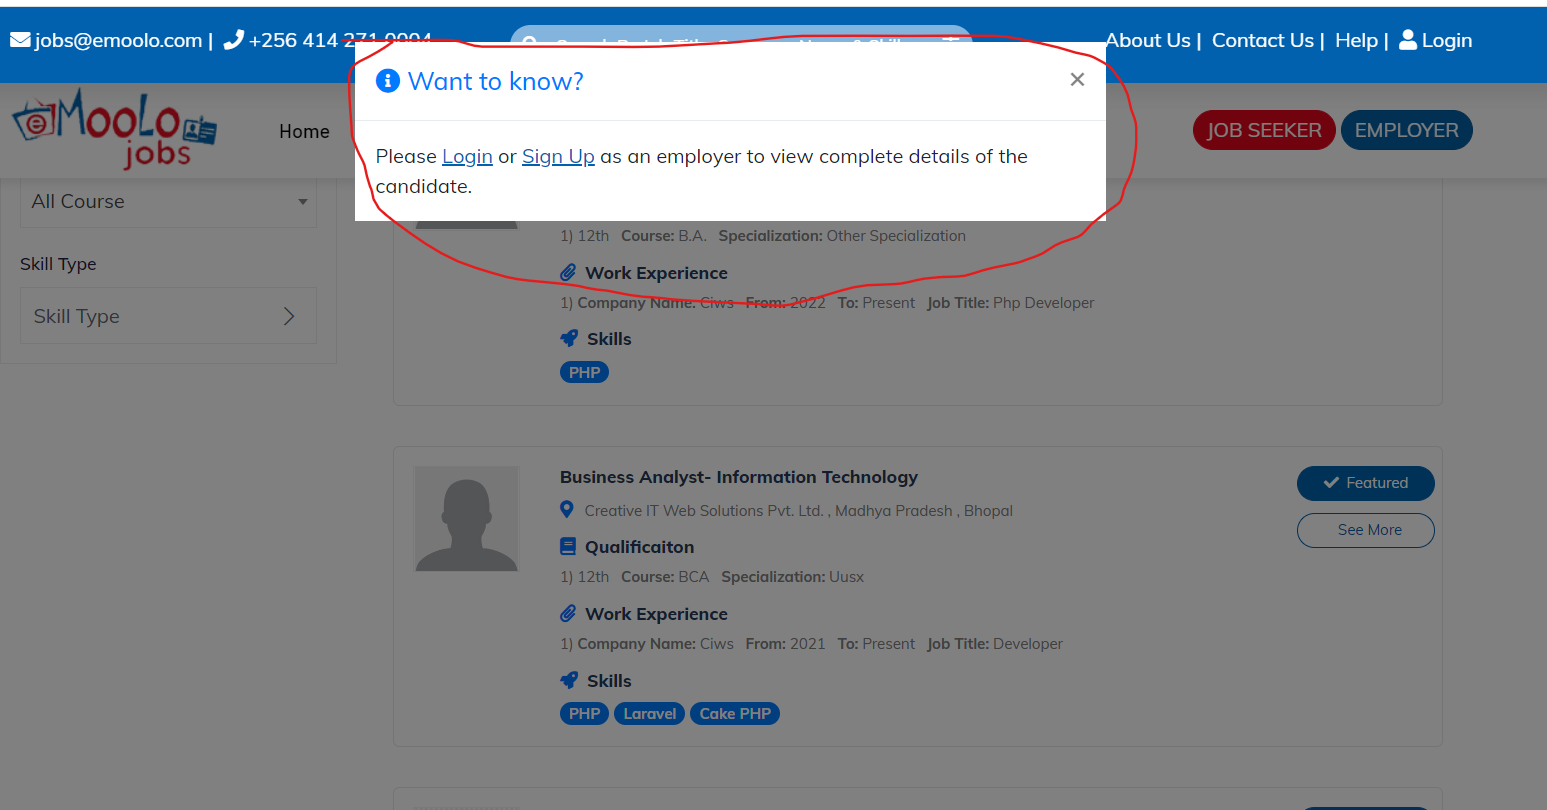 jobs@emoolo.com | +256 414 271 0004
About Us | Contact Us | Help | Login
Want to know?
×
Please Login or Sign Up as an employer to view complete details of the
candidate.
eMooLo
jobs
Home
JOB SEEKER EMPLOYER
All Course
Skill Type
Skill Type
1) 12th Course: B.A. Specialization: Other Specialization
Work Experience
1) Company Name: Ciws From: 2022 To: Present Job Title: Php Developer
Skills
PHP
Business Analyst- Information Technology
Featured
Creative IT Web Solutions Pvt. Ltd. , Madhya Pradesh , Bhopal
See More
Qualificaiton
1) 12th Course: BCA Specialization: Uusx
Work Experience
1) Company Name: Ciws From: 2021 To: Present Job Title: Developer
Skills
PHP Laravel Cake PHP